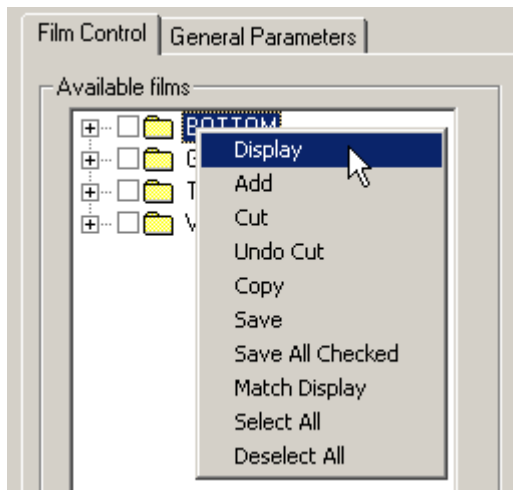 Film Control General Parameters
Available films
BOTTOM
Display
Add
Cut
Undo Cut
Copy
Save
Save All Checked
Match Display
Select All
Deselect All